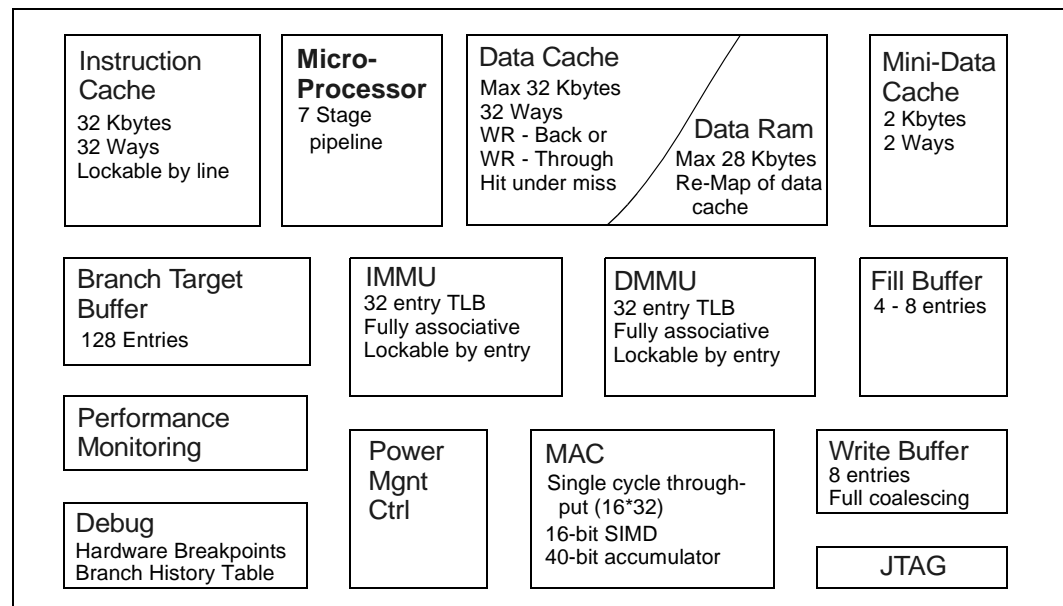 Instruction
Cache
32 Kbytes
32 Ways
Lockable by line
Micro-
Processor
7 Stage
pipeline
Data Cache
Max 32 Kbytes
32 Ways
WR - Back or
WR - Through
Hit under miss
Data Ram
Max 28 Kbytes
Re-Map of data
cache
Mini-Data
Cache
2 Kbytes
2 Ways
Branch Target
Buffer
128 Entries
IMMU
32 entry TLB
Fully associative
Lockable by entry
DMMU
32 entry TLB
Fully associative
Lockable by entry
Fill Buffer
4 - 8 entries
Performance
Monitoring
Power
Mgnt
Ctrl
MAC
Single cycle through-
put (16*32)
16-bit SIMD
40-bit accumulator
Write Buffer
8 entries
Full coalescing
Debug
Hardware Breakpoints
Branch History Table
JTAG